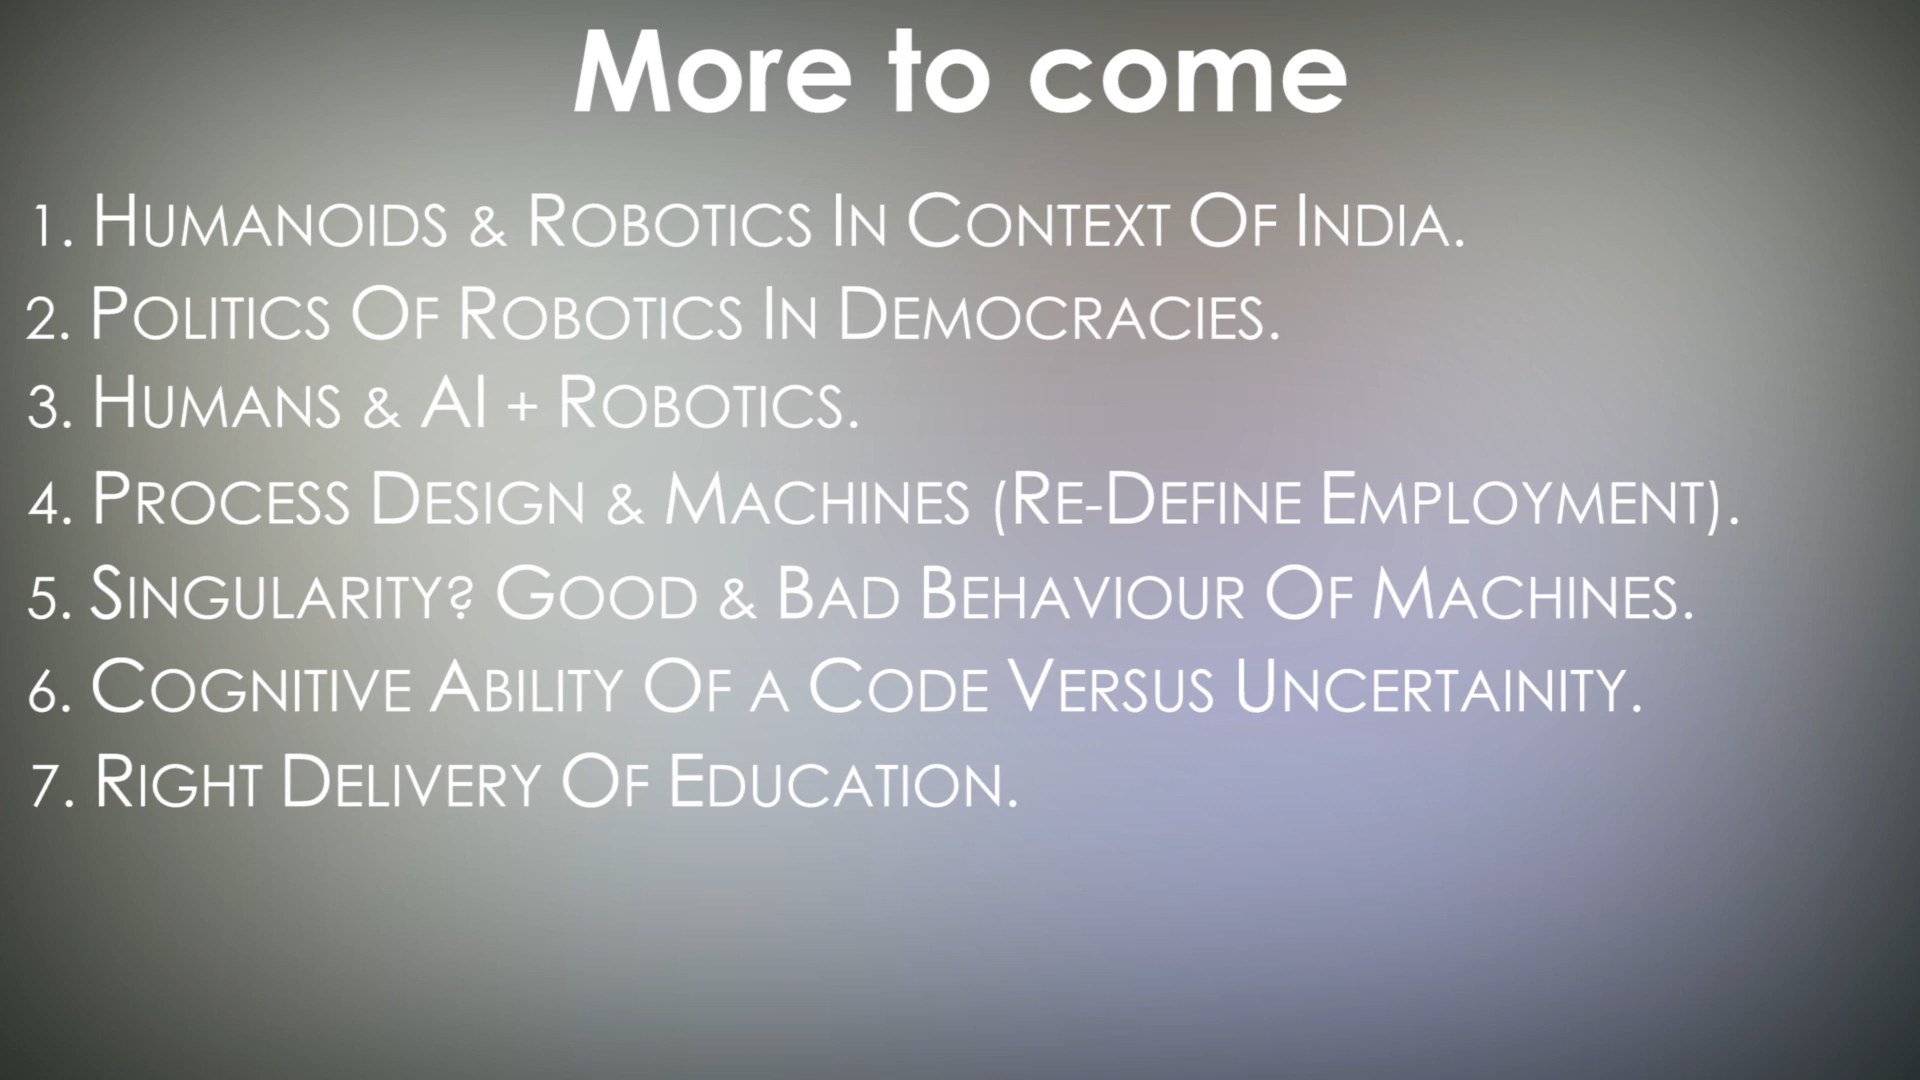 More to come
1. Humanoids & Robotics In Context Of India.
2. Politics Of Robotics In Democracies.
3. Humans & AI + Robotics.
4. Process Design & Machines (Re-Define Employment).
5. Singularity? Good & Bad Behaviour Of Machines.
6. Cognitive Ability Of a Code Versus Uncertainity.
7. Right Delivery Of Education.